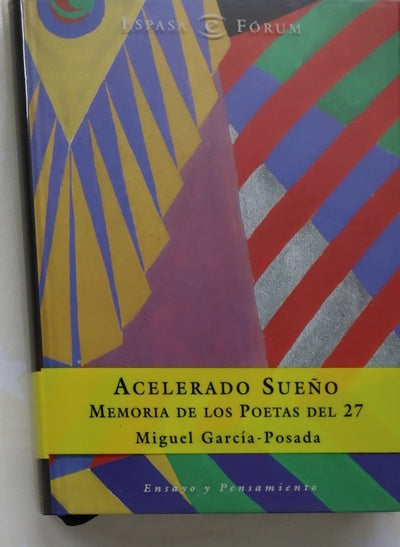 ESPASA e FÓRUM
ACELERADO SUEÑO
MEMORIA DE LOS POETAS DEL 27
Miguel García-Posada
Ensayo y Pensamiento